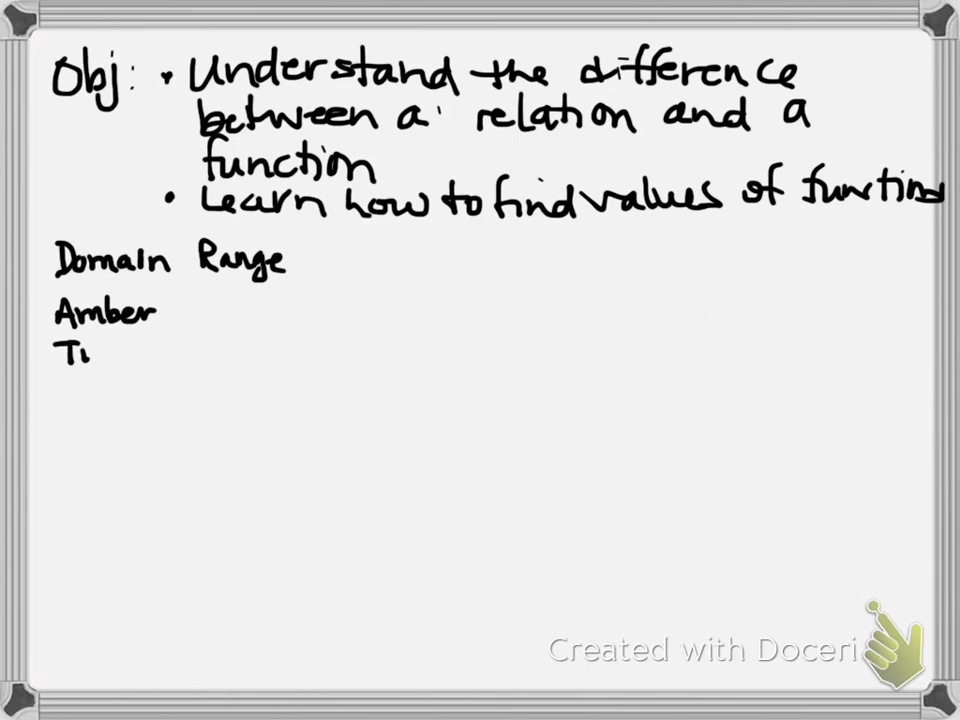 Obj: • Understand the difference
between a relation and a
function
• Learn how to find values of functions
Domain Range
Amber
Ti
Created with Doceri